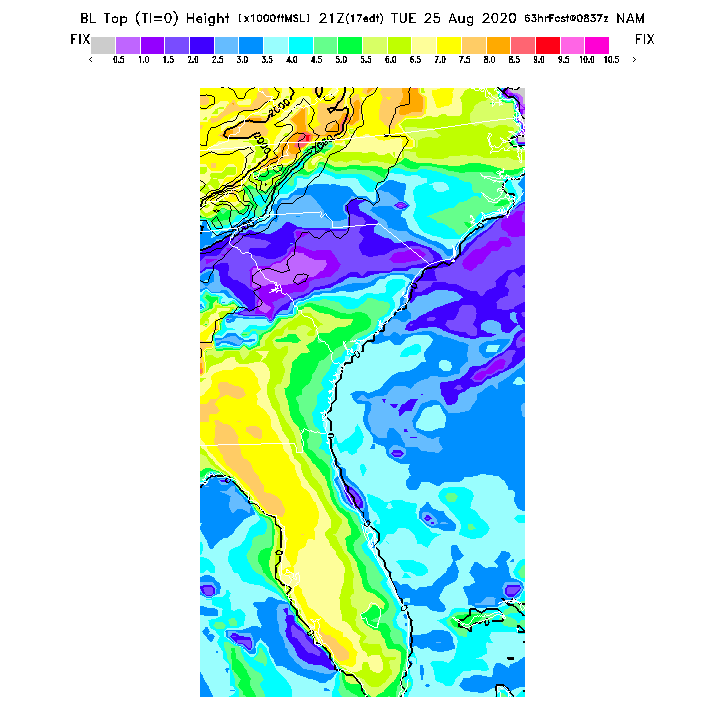 BL Top (TI=0) Height [x1000ftMSL] 21Z(17edt) TUE 25 Aug 2020 63hrFcst@0837z NAM
FIX FIX
< 0.5 1.0 1.5 2.0 2.5 3.0 3.5 4.0 4.5 5.0 5.5 6.0 6.5 7.0 7.5 8.0 8.5 9.0 9.5 10.0 10.5 >
2000
2000
2000